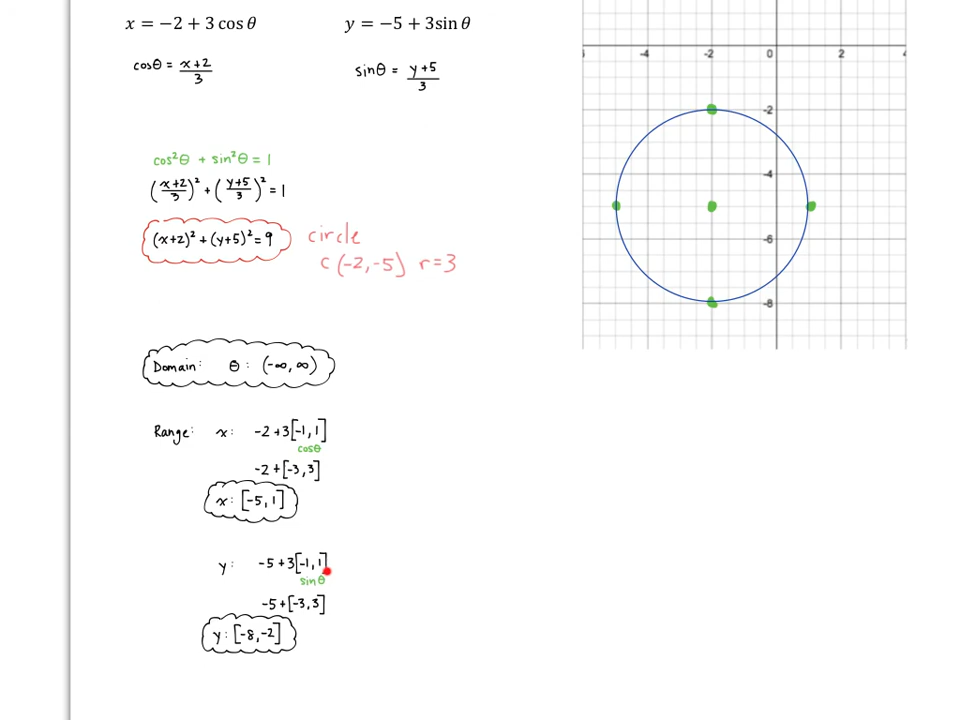 x = −2 + 3 cos θ
y = −5 + 3sin θ
cosθ = (x+2)/3
sinθ = (y+5)/3
cos²θ + sin²θ = 1
((x+2)/3)² + ((y+5)/3)² = 1
(x+2)² + (y+5)² = 9
circle
c (-2,-5) r=3
Domain: θ: (-∞, ∞)
Range: x: -2+3[-1,1]
cosθ
-2+[-3,3]
x: [-5,1]
y: -5+3[-1,1]
sinθ
-5+[-3,3]
y: [-8,-2]
-4 -2 0 2
-2
-4
-6
-8